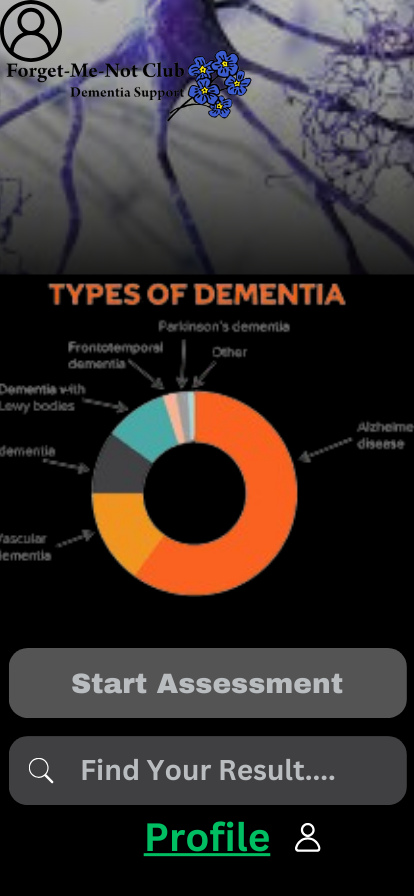 Forget-Me-Not Club
Dementia Support
TYPES OF DEMENTIA
Parkinson's dementia
Frontotemporal
dementia
Other
Dementia with
Lewy bodies
Alzheime
disease
dementia
Vascular
dementia
Start Assessment
Find Your Result....
Profile